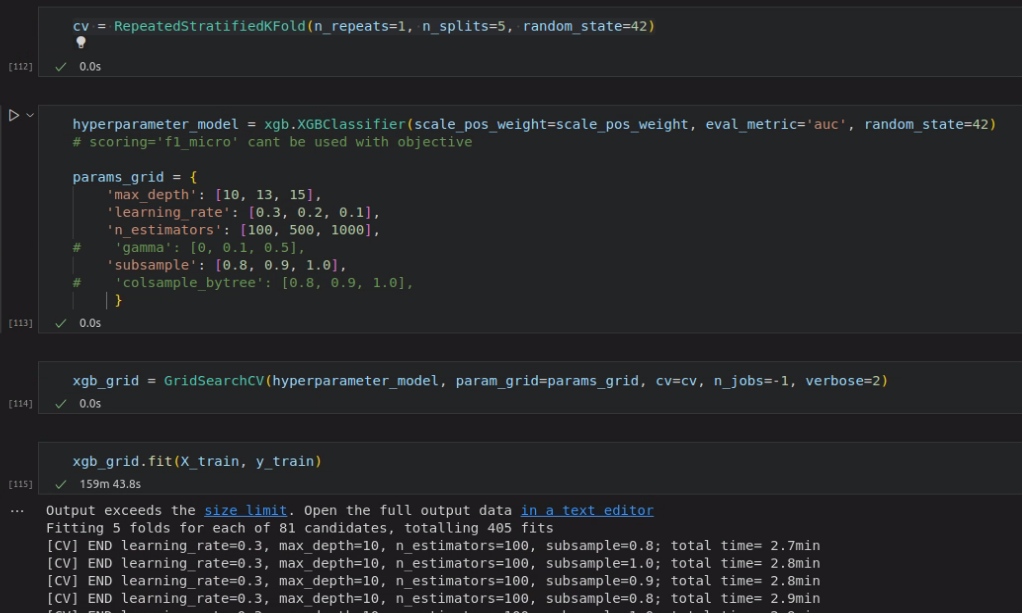 cv = RepeatedStratifiedKFold(n_repeats=1, n_splits=5, random_state=42)
[112] 0.0s
hyperparameter_model = xgb.XGBClassifier(scale_pos_weight=scale_pos_weight, eval_metric='auc', random_state=42)
# scoring='f1_micro' cant be used with objective
params_grid = {
'max_depth': [10, 13, 15],
'learning_rate': [0.3, 0.2, 0.1],
'n_estimators': [100, 500, 1000],
# 'gamma': [0, 0.1, 0.5],
'subsample': [0.8, 0.9, 1.0],
# 'colsample_bytree': [0.8, 0.9, 1.0],
}
[113] 0.0s
xgb_grid = GridSearchCV(hyperparameter_model, param_grid=params_grid, cv=cv, n_jobs=-1, verbose=2)
[114] 0.0s
xgb_grid.fit(X_train, y_train)
[115] 159m 43.8s
... Output exceeds the size limit. Open the full output data in a text editor
Fitting 5 folds for each of 81 candidates, totalling 405 fits
[CV] END learning_rate=0.3, max_depth=10, n_estimators=100, subsample=0.8; total time= 2.7min
[CV] END learning_rate=0.3, max_depth=10, n_estimators=100, subsample=1.0; total time= 2.8min
[CV] END learning_rate=0.3, max_depth=10, n_estimators=100, subsample=0.9; total time= 2.8min
[CV] END learning_rate=0.3, max_depth=10, n_estimators=100, subsample=0.8; total time= 2.9min